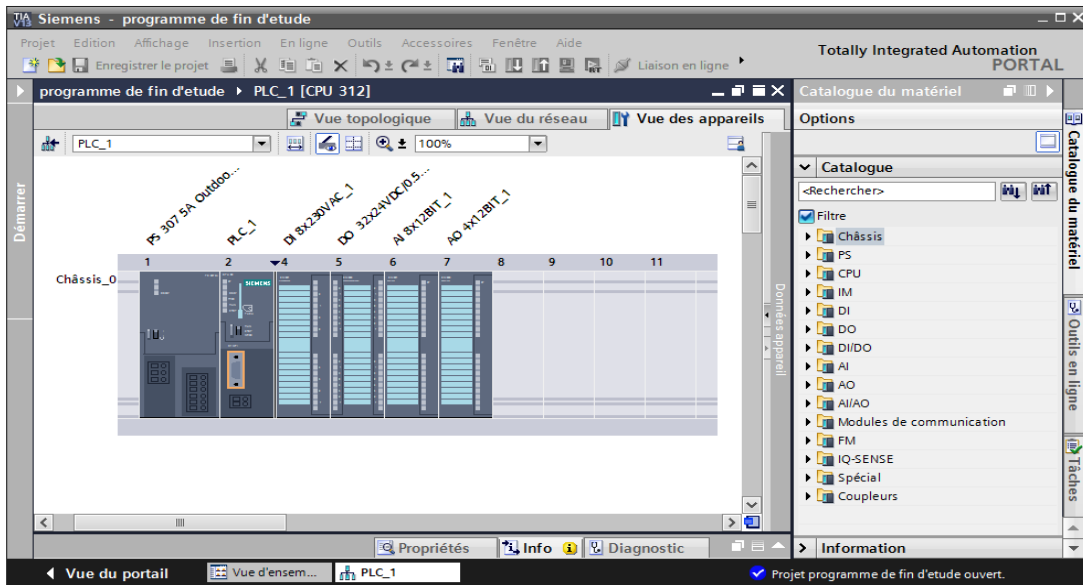 Siemens - programme de fin d'etude
Projet Edition Affichage Insertion En ligne Outils Accessoires Fenêtre Aide
Enregistrer le projet
Liaison en ligne
Totally Integrated Automation
PORTAL
programme de fin d'etude PLC_1 [CPU 312]
Vue topologique
Vue du réseau
Vue des appareils
PLC_1
100%
PS 307 5A Outdoo...
PLC_1
DI 8x230VAC_1
DO 32x24VDC/0.5...
AI 8x12BIT_1
AO 4x12BIT_1
1 2 4 5 6 7 8 9 10 11
Châssis_0
SIEMENS
Démarrer
Données appareil
Catalogue du matériel
Options
Catalogue
<Rechercher>
Filtre
Châssis
PS
CPU
IM
DI
DO
DI/DO
AI
AO
AI/AO
Modules de communication
FM
IQ-SENSE
Spécial
Coupleurs
Information
Catalogue du matériel
Outils en ligne
Tâches
Propriétés
Info
Diagnostic
Vue du portail
Vue d'ensem...
PLC_1
Projet programme de fin d'etude ouvert.